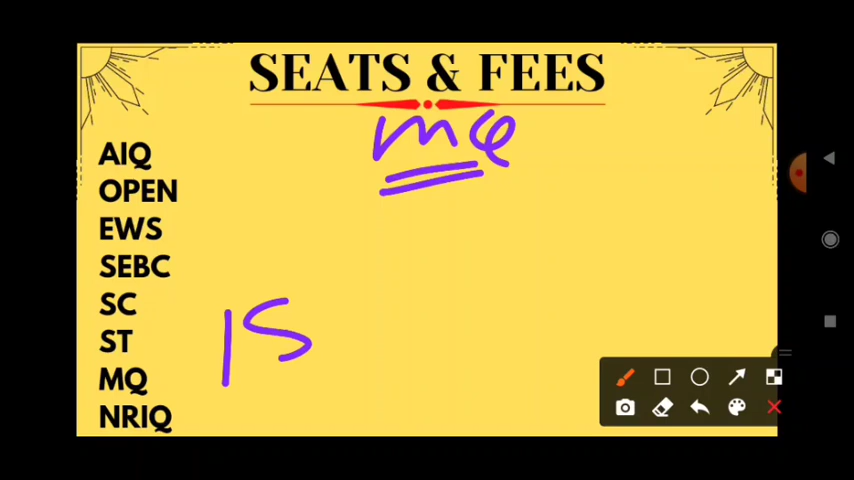 SEATS & FEES
MQ
AIQ
OPEN
EWS
SEBC
SC
ST
15
MQ
NRIQ